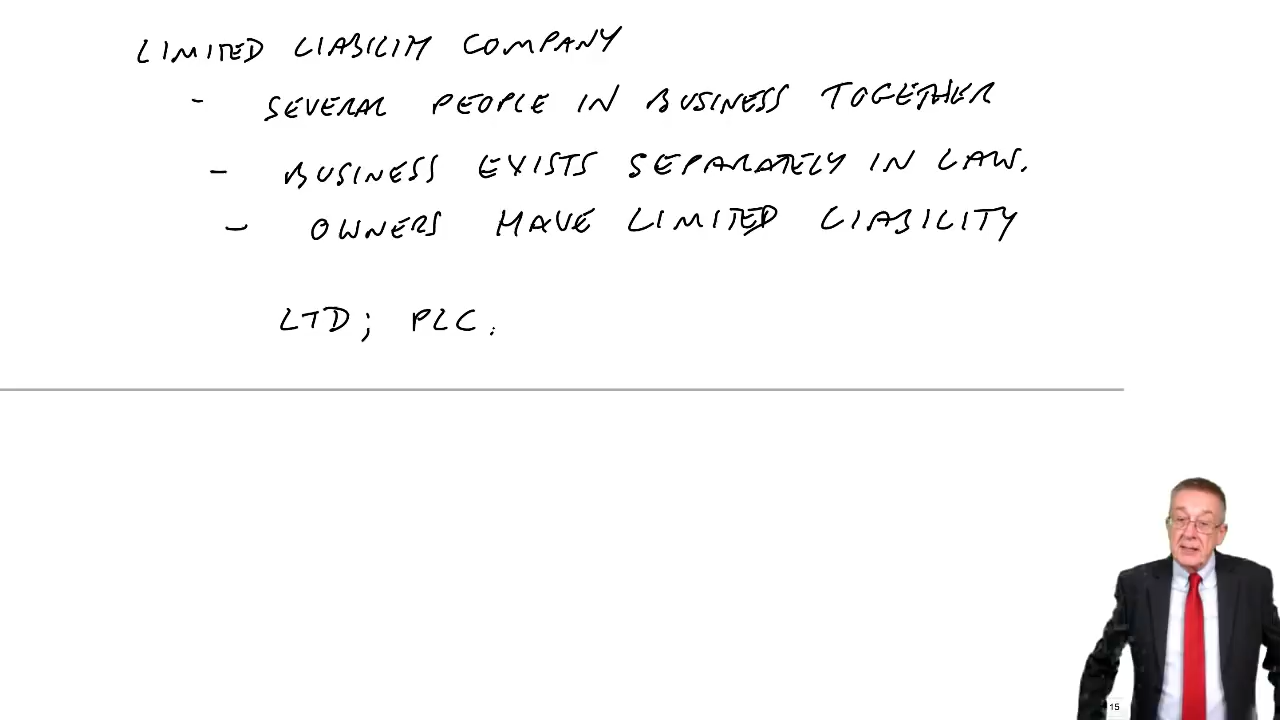 LIMITED LIABILITY COMPANY
- SEVERAL PEOPLE IN BUSINESS TOGETHER
- BUSINESS EXISTS SEPARATELY IN LAW.
- OWNERS HAVE LIMITED LIABILITY
LTD; PLC.
15